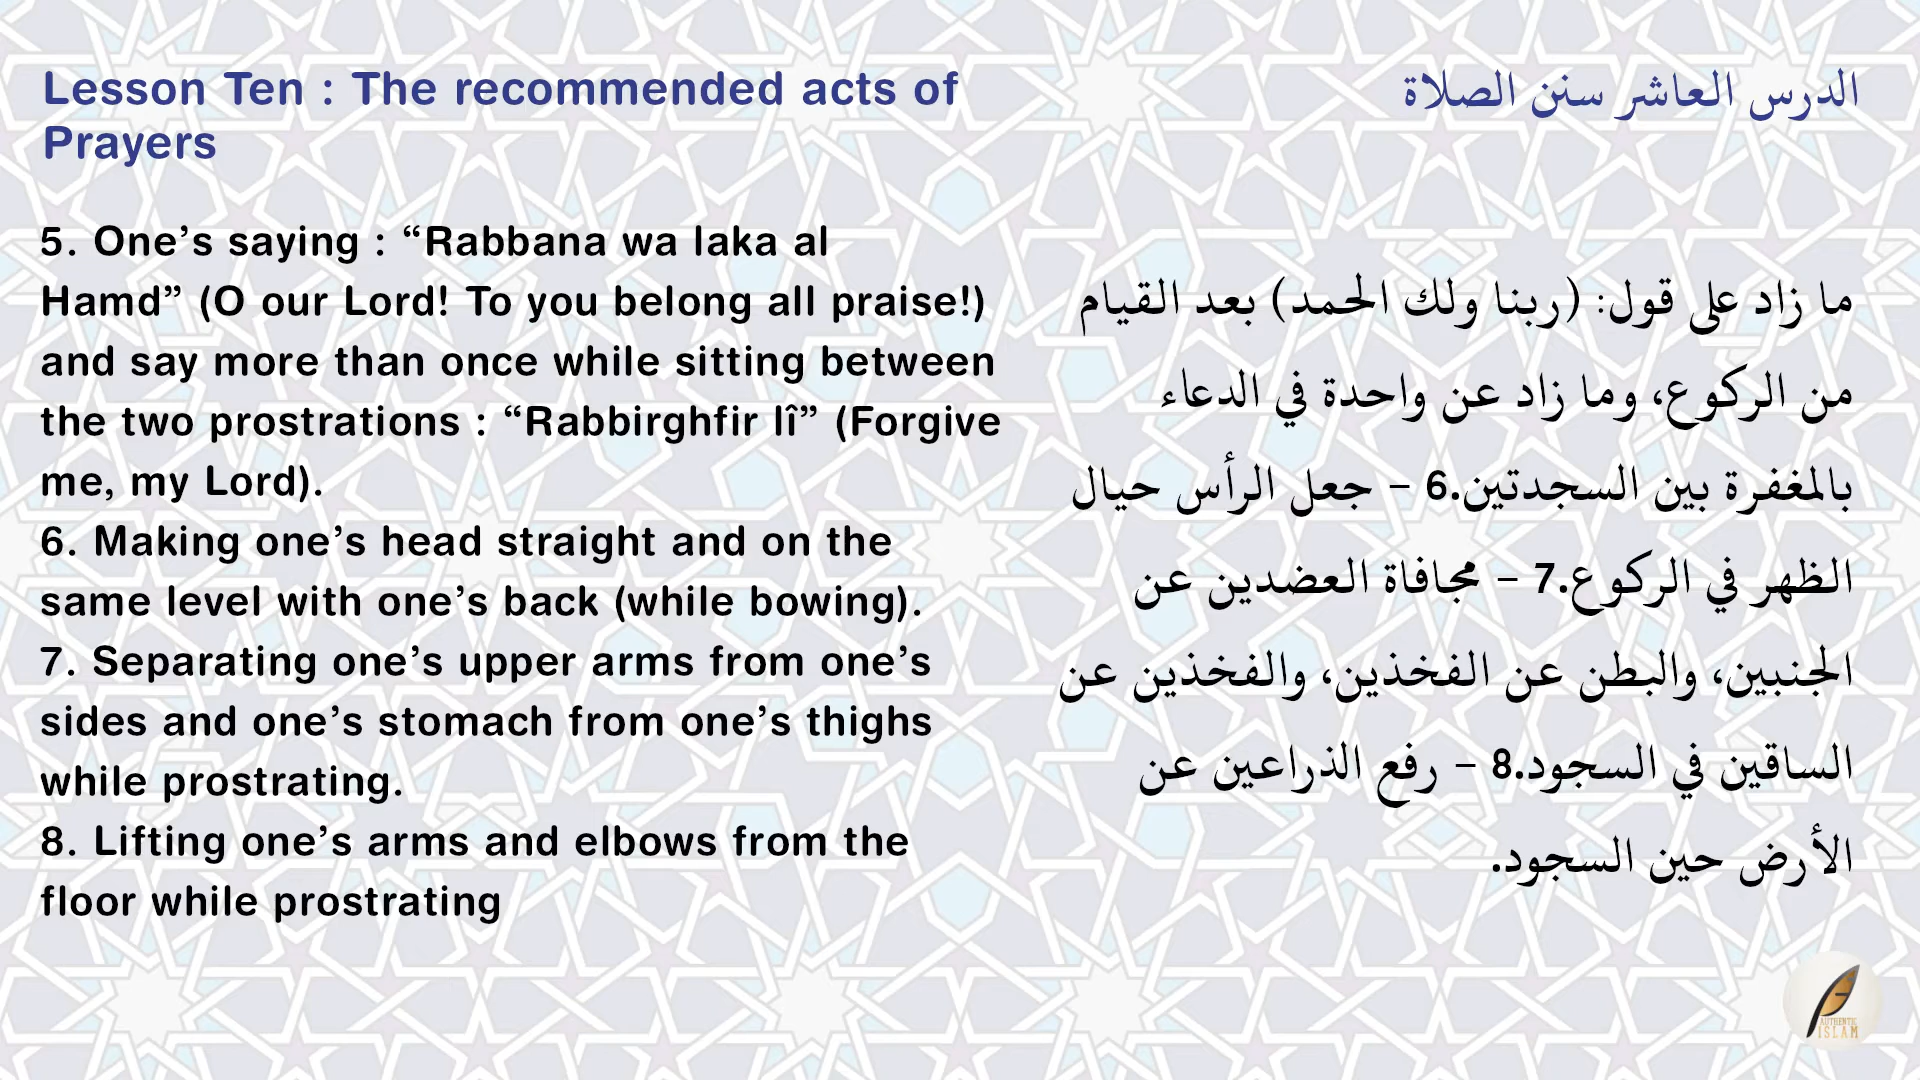 Lesson Ten : The recommended acts of
Prayers
5. One’s saying : “Rabbana wa laka al
Hamd” (O our Lord! To you belong all praise!)
and say more than once while sitting between
the two prostrations : “Rabbirghfir lî” (Forgive
me, my Lord).
6. Making one’s head straight and on the
same level with one’s back (while bowing).
7. Separating one’s upper arms from one’s
sides and one’s stomach from one’s thighs
while prostrating.
8. Lifting one’s arms and elbows from the
floor while prostrating
الدرس العاشر سنن الصلاة
ما زاد على قول: (ربنا ولك الحمد) بعد القيام
من الركوع، وما زاد عن واحدة في الدعاء
بالمغفرة بين السجدتين.6 – جعل الرأس حيال
الظهر في الركوع.7 – مجافاة العضدين عن
الجنبين، والبطن عن الفخذين، والفخذين عن
الساقين في السجود.8 – رفع الذراعين عن
الأرض حين السجود.
AUTHENTIC
ISLAM